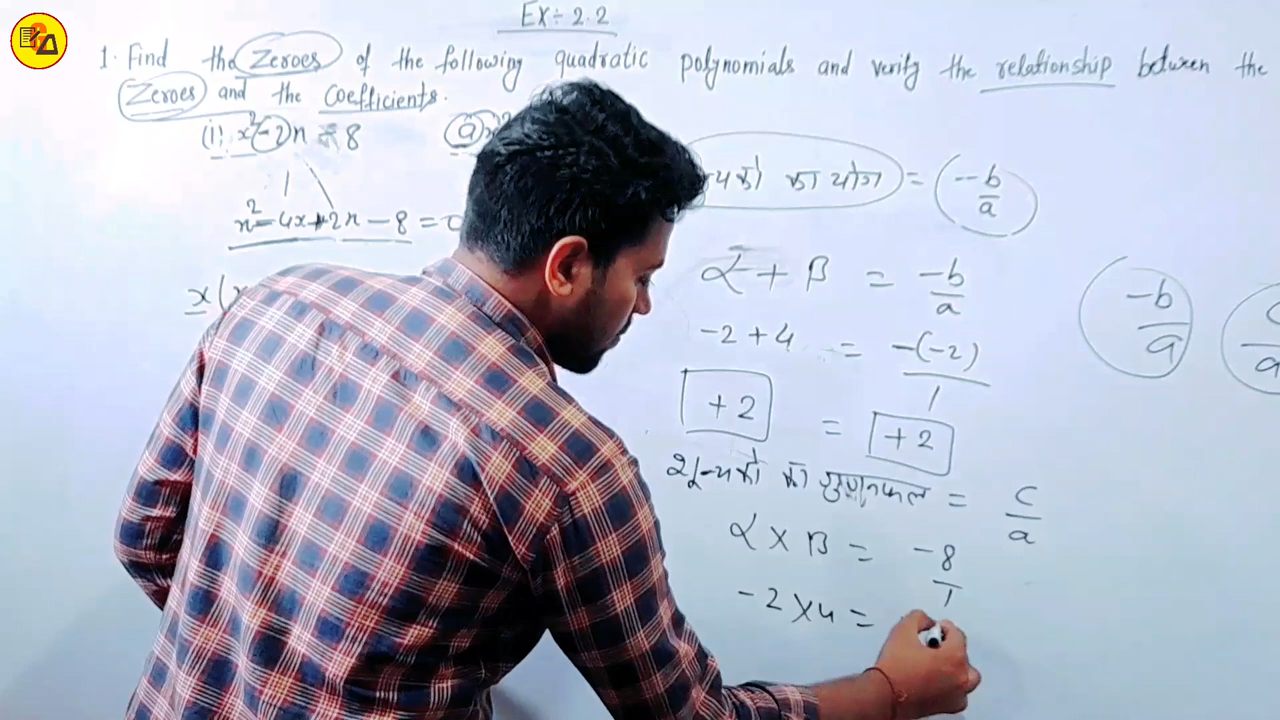 EX÷ 2.2
1. Find the Zeroes of the following quadratic polynomials and verify the relationship between the
Zeroes and the coefficients.
(i) x²-2x-8
x²-4x+2x-8=0
x(x
का योग = -b/a
α + β = -b/a
-2+4 = -(-2)/1
+2 = +2
शून्यकों का गुणनफल = c/a
α × β = -8/1
-2×4 =
-b/a
c/a